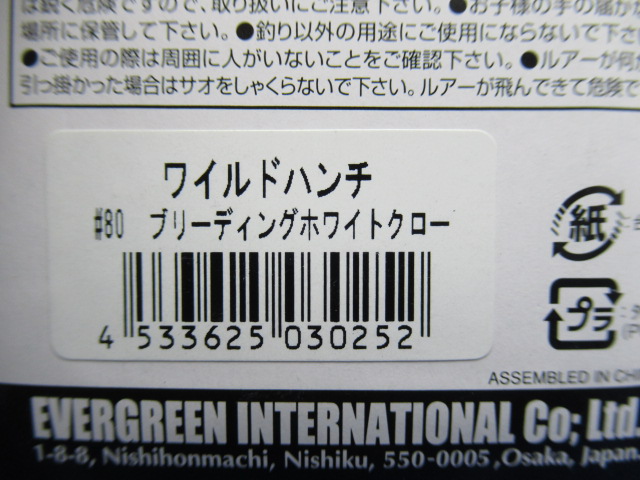 は鋭く危険ですので、取り扱いにご注意下さい。●お子様の手の届か
場所に保管して下さい。●釣り以外の用途にご使用にならないで下さ
●ご使用の際は周囲に人がいないことをご確認下さい。●ルアーが何か
引っ掛かった場合はサオをしゃくらないで下さい。ルアーが飛んできて危険で
ワイルドハンチ
#80 ブリーディングホワイトクロー
4 533625 030252
紙
プラ
ASSEMBLED IN CHI
EVERGREEN INTERNATIONAL Co; Ltd.
1-8-8, Nishihonmachi, Nishiku, 550-0005, Osaka, Japan.